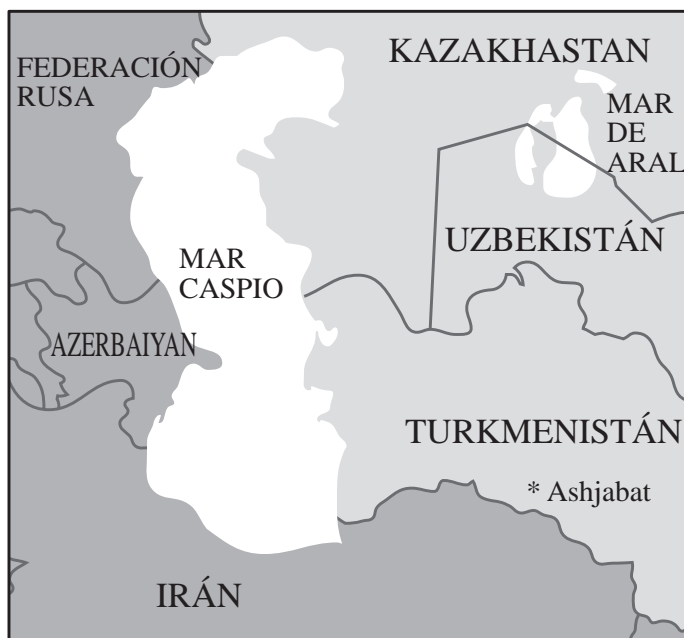 KAZAKHASTAN
FEDERACIÓN
RUSA
MAR
DE
ARAL
UZBEKISTÁN
MAR
CASPIO
AZERBAIYAN
TURKMENISTÁN
* Ashjabat
IRÁN